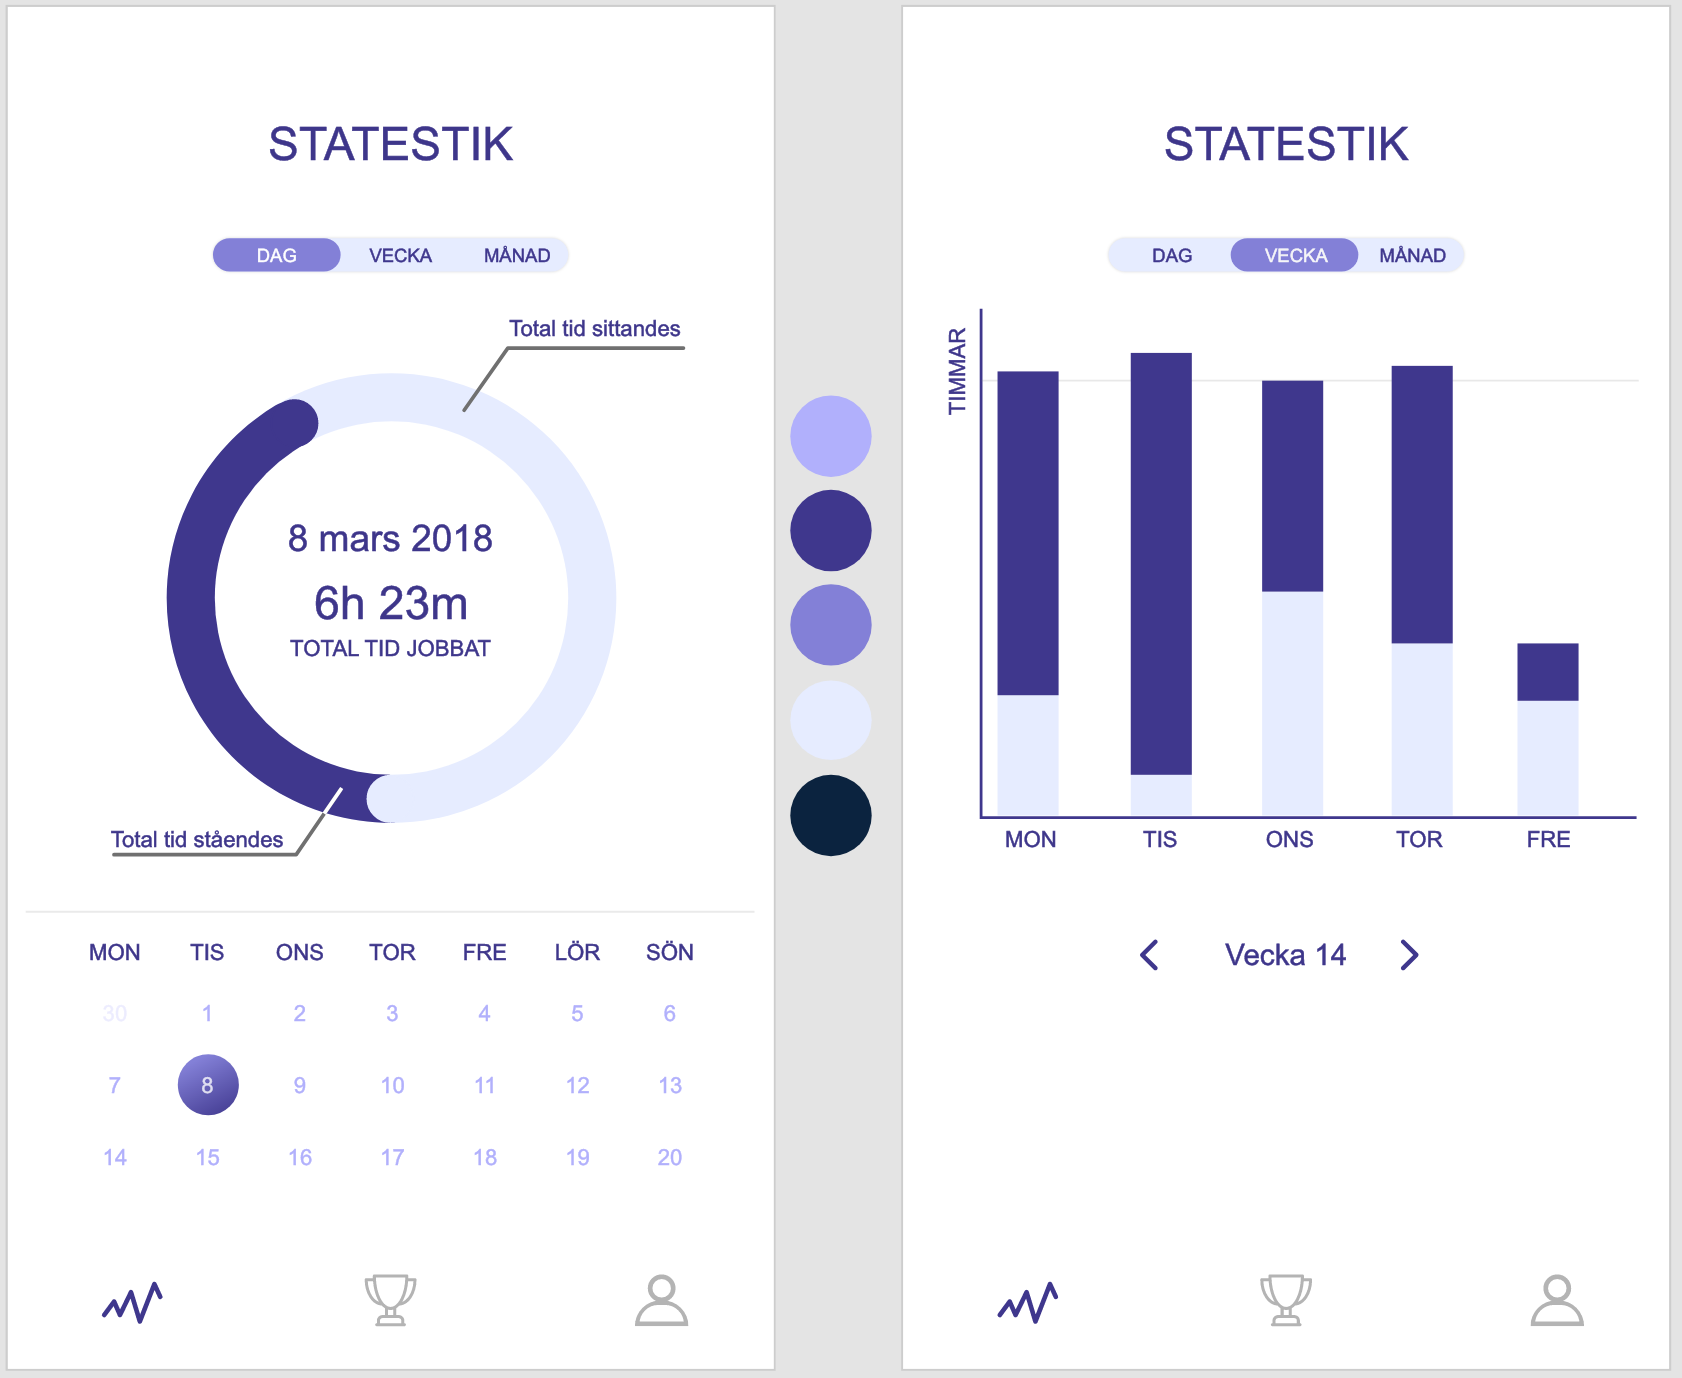 STATESTIK
DAG VECKA MÅNAD
Total tid sittandes
8 mars 2018
6h 23m
TOTAL TID JOBBAT
Total tid ståendes
MON TIS ONS TOR FRE LÖR SÖN
30 1 2 3 4 5 6
7 8 9 10 11 12 13
14 15 16 17 18 19 20
STATESTIK
DAG VECKA MÅNAD
TIMMAR
MON TIS ONS TOR FRE
Vecka 14